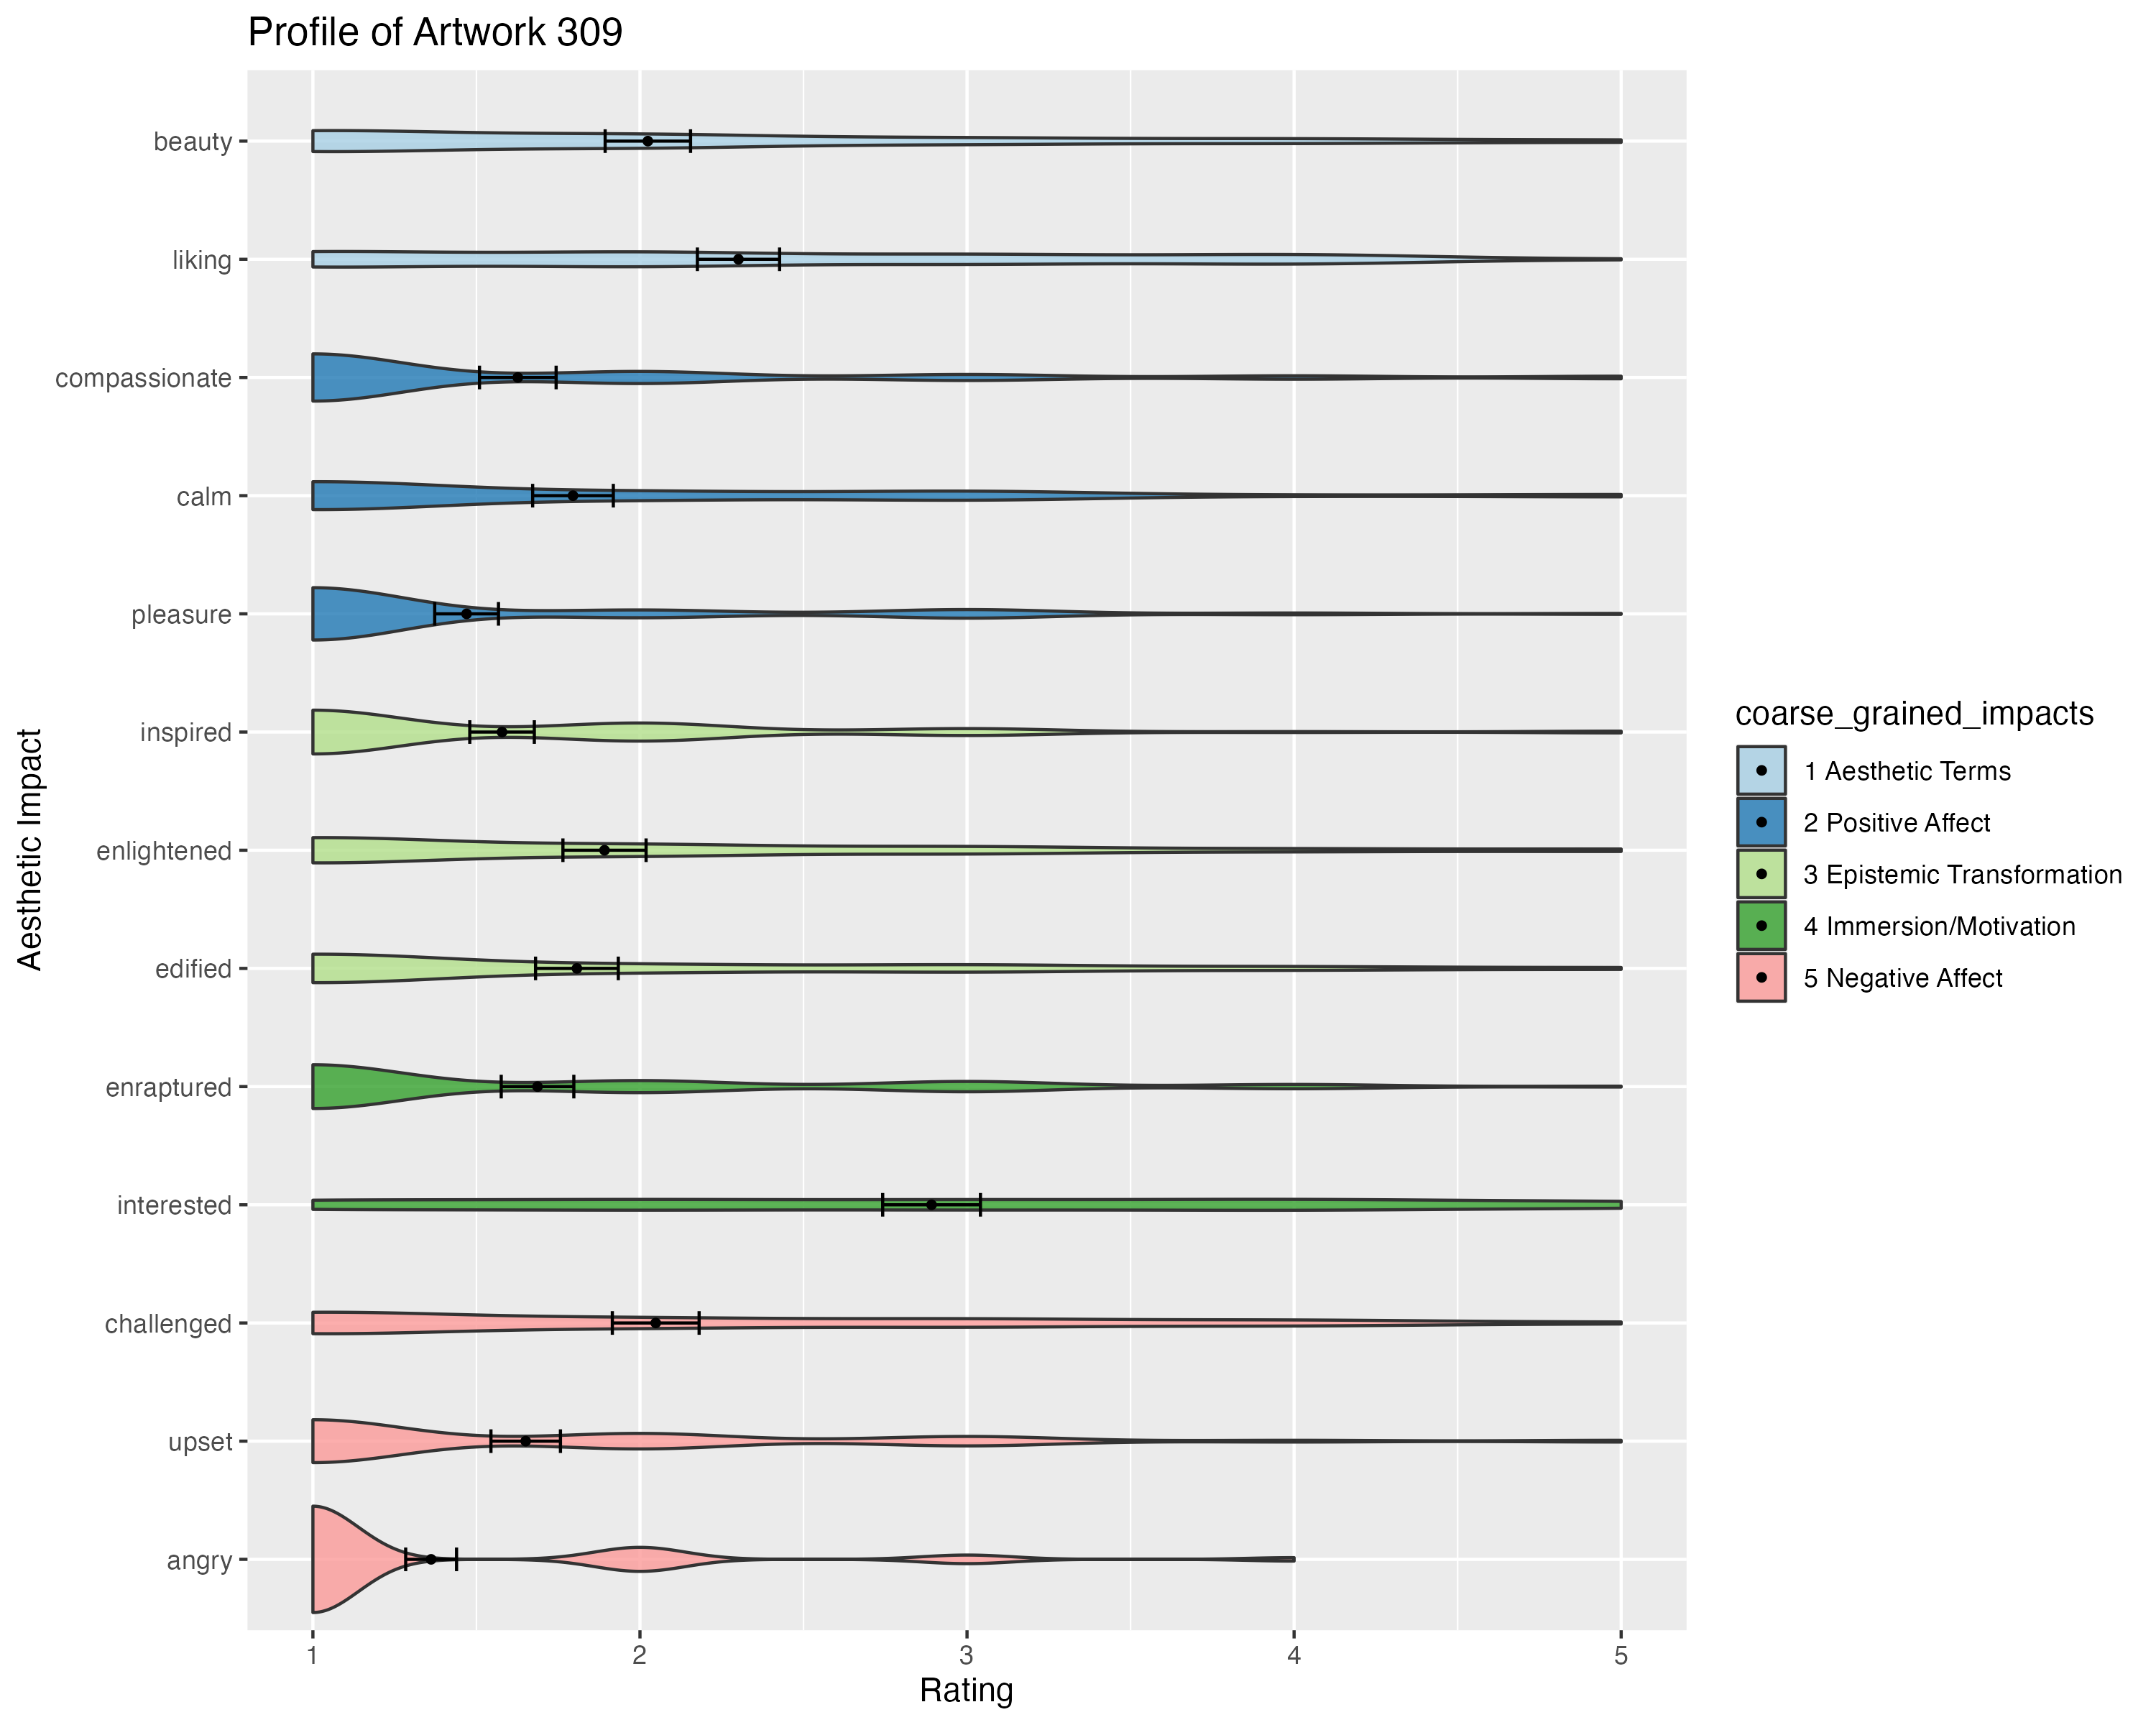 Profile of Artwork 309
Aesthetic Impact
beauty
liking
compassionate
calm
pleasure
inspired
enlightened
edified
enraptured
interested
challenged
upset
angry
1 2 3 4 5
Rating
coarse_grained_impacts
1 Aesthetic Terms
2 Positive Affect
3 Epistemic Transformation
4 Immersion/Motivation
5 Negative Affect